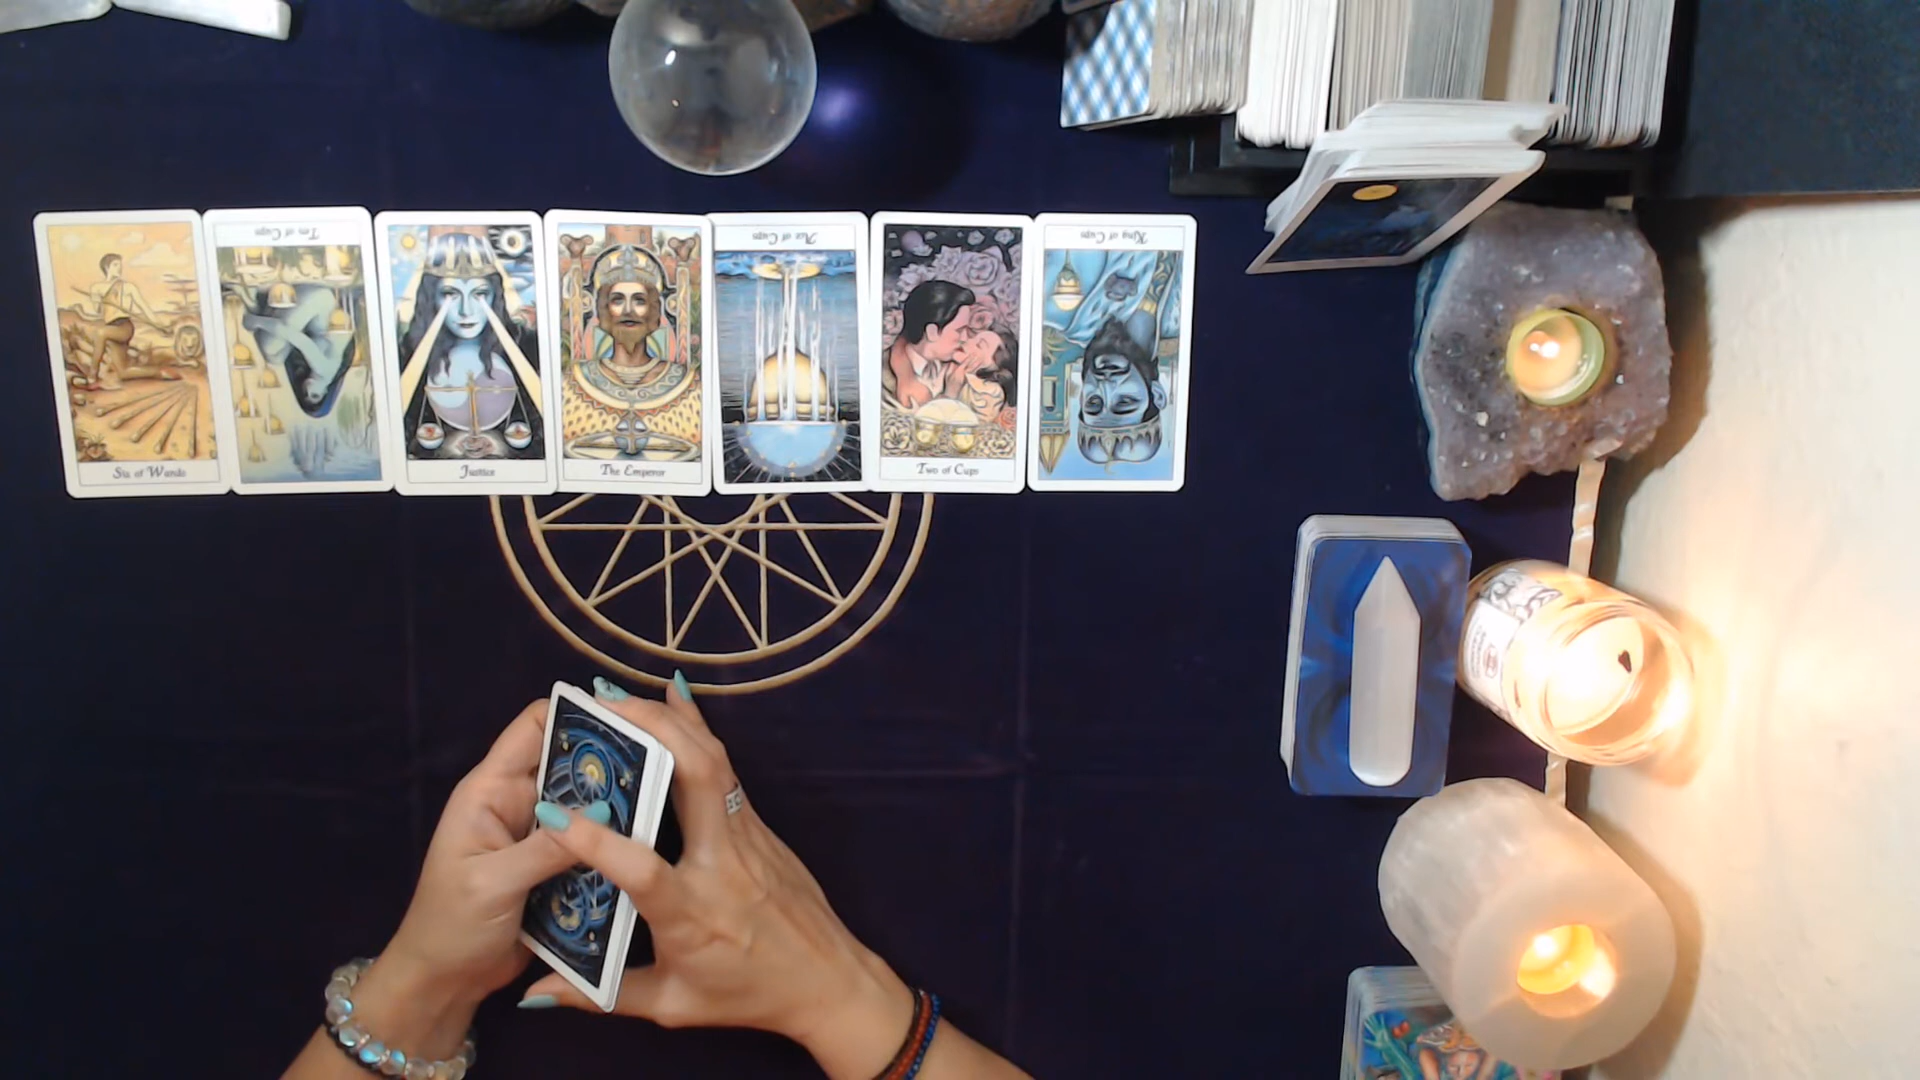 Six of Wands
Ten of Cups
Justice
The Emperor
Ace of Cups
Two of Cups
King of Cups